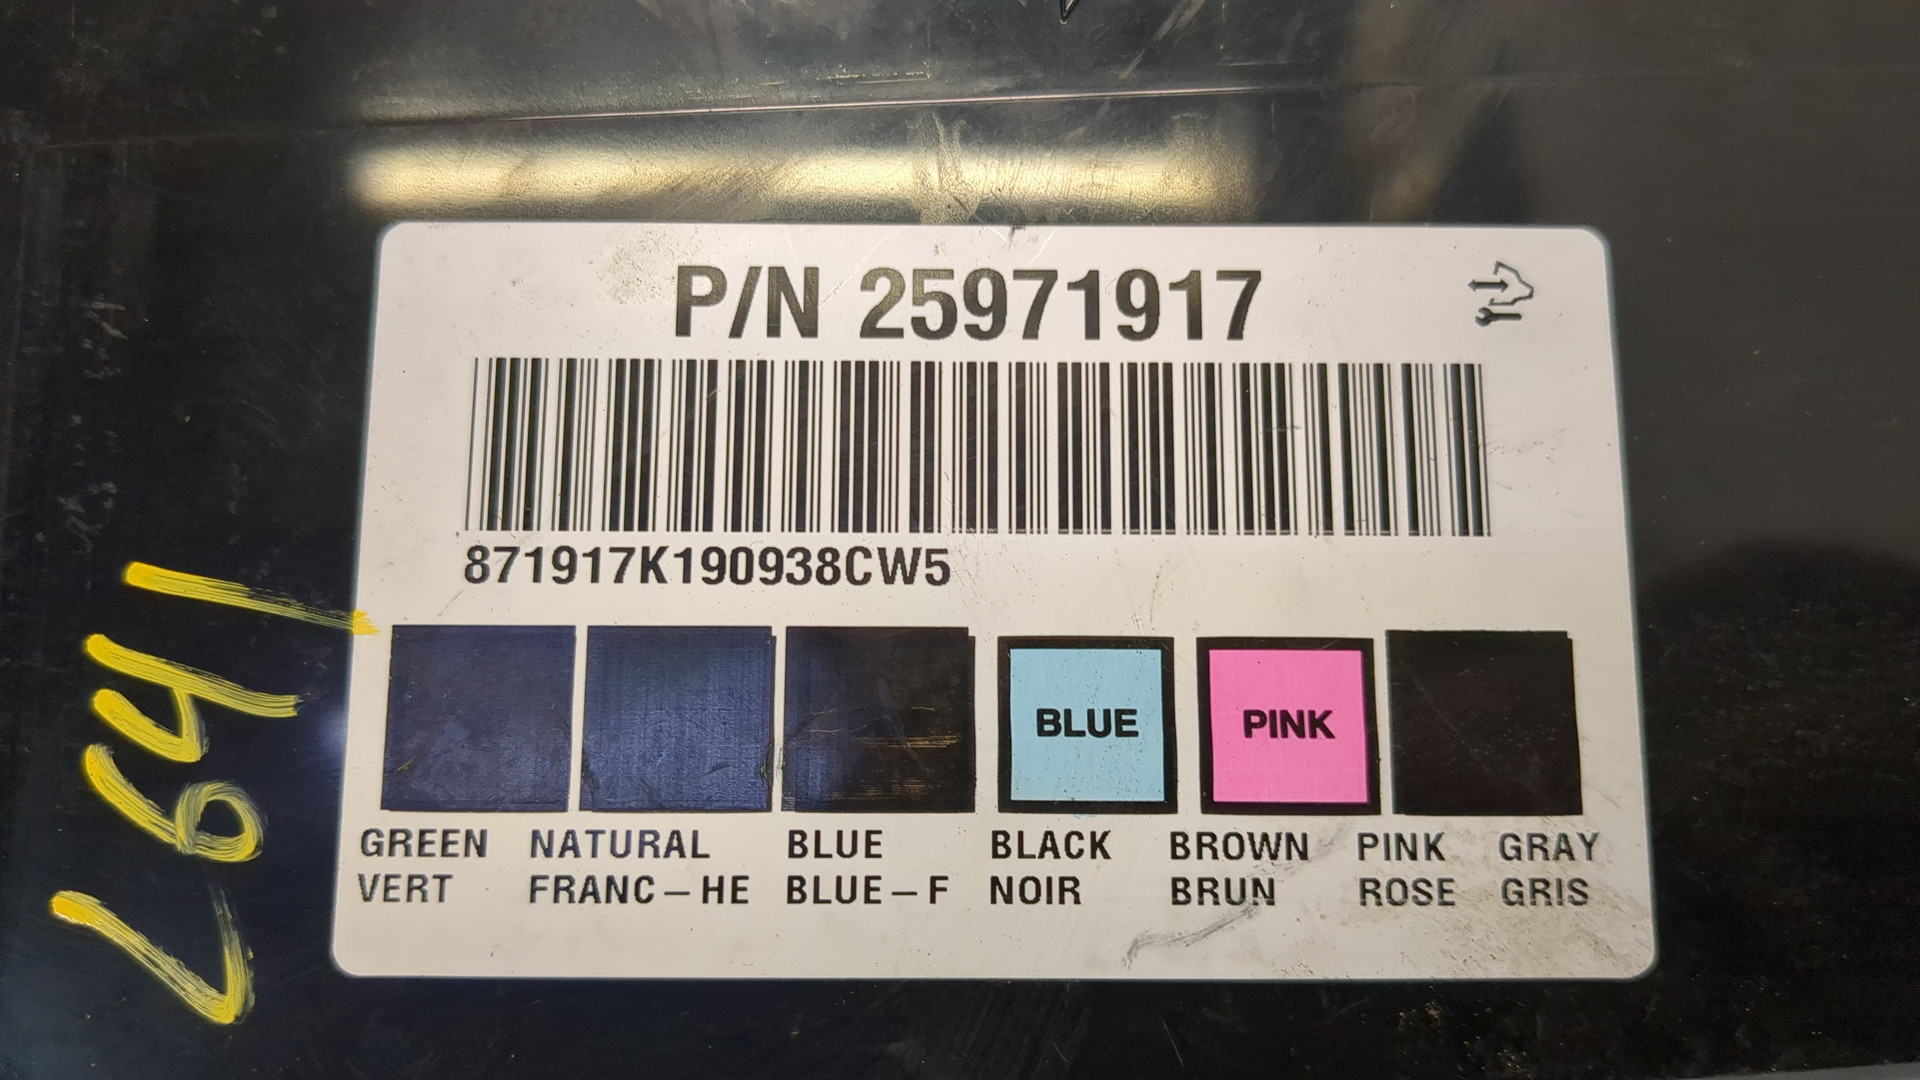 P/N 25971917
871917K190938CW5
BLUE PINK
GREEN NATURAL BLUE BLACK BROWN PINK GRAY
VERT FRANC-HE BLUE-F NOIR BRUN ROSE GRIS
L641